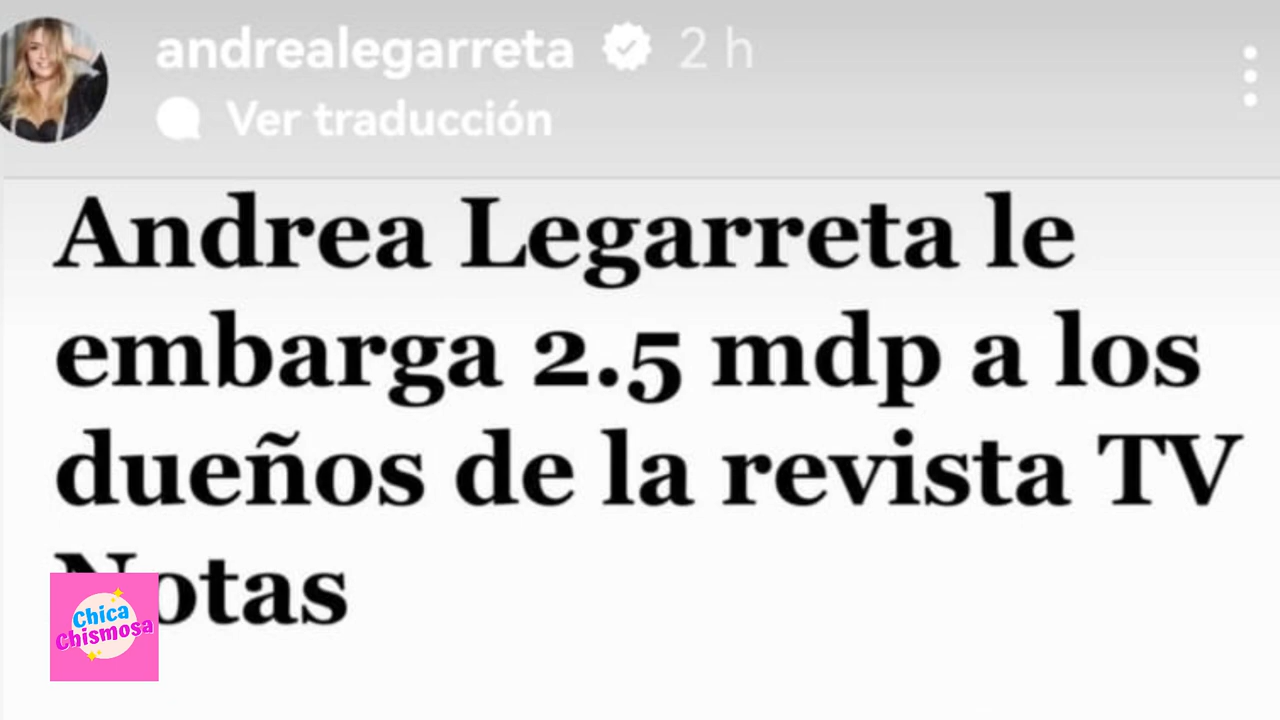 andrealegarreta 2 h
Ver traducción
Andrea Legarreta le
embarga 2.5 mdp a los
dueños de la revista TV
Notas
Chica
Chismosa